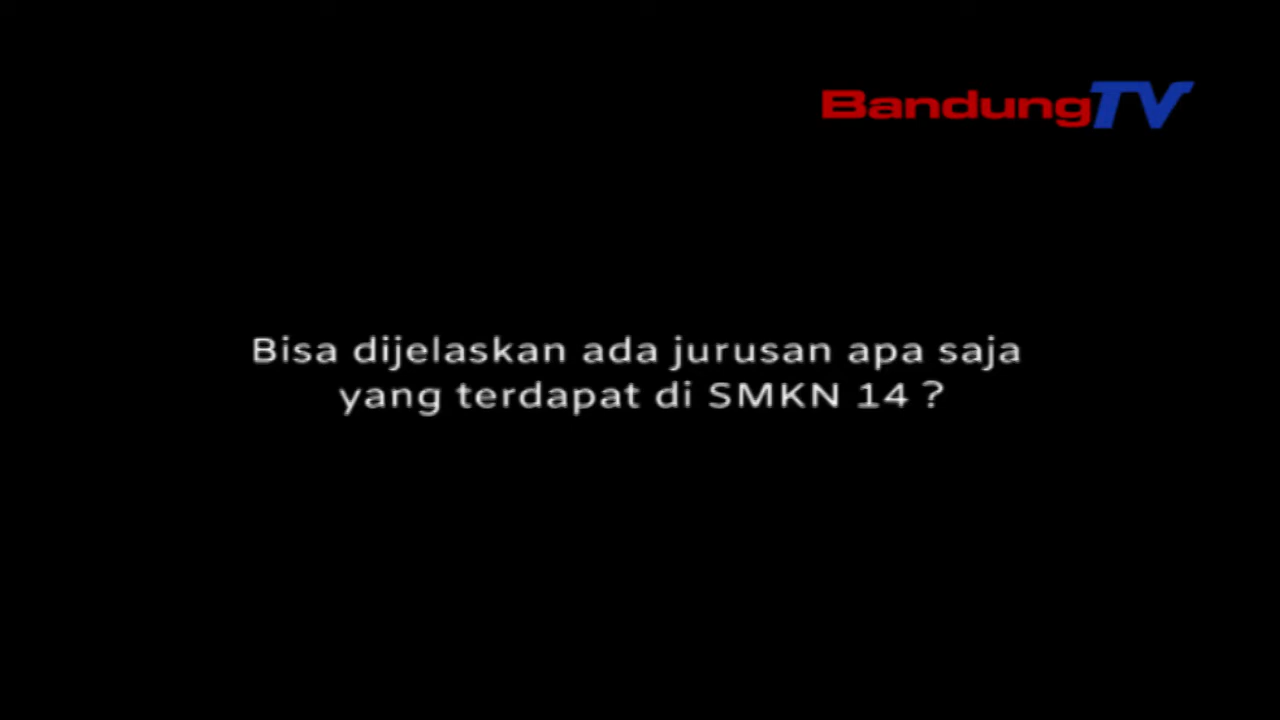 BandungTV
Bisa dijelaskan ada jurusan apa saja
yang terdapat di SMKN 14 ?